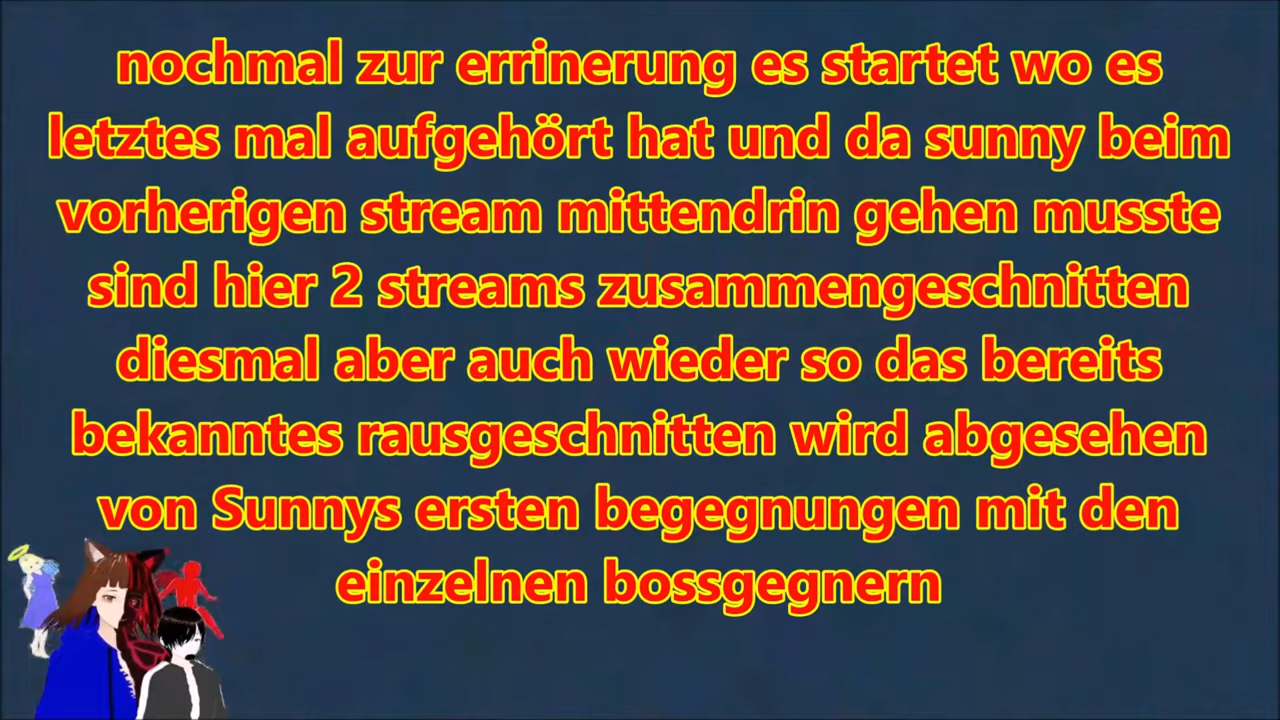 nochmal zur errinerung es startet wo es
letztes mal aufgehört hat und da sunny beim
vorherigen stream mittendrin gehen musste
sind hier 2 streams zusammengeschnitten
diesmal aber auch wieder so das bereits
bekanntes rausgeschnitten wird abgesehen
von Sunnys ersten begegnungen mit den
einzelnen bossgegnern